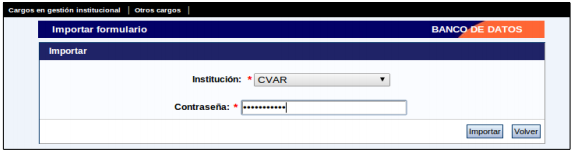 Cargos en gestión institucional | Otros cargos |
Importar formulario BANCO DE DATOS
Importar
Institución: * CVAR
Contraseña: * •••••••••••
Importar Volver